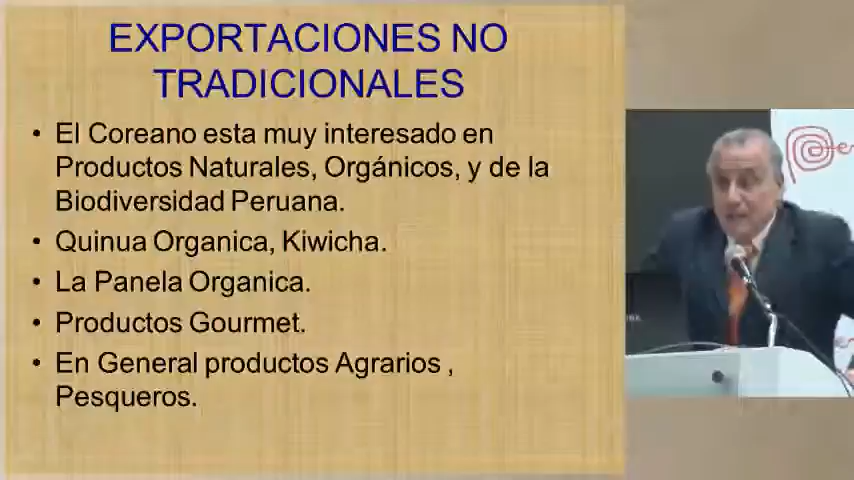 EXPORTACIONES NO
TRADICIONALES
• El Coreano esta muy interesado en
Productos Naturales, Orgánicos, y de la
Biodiversidad Peruana.
• Quinua Organica, Kiwicha.
• La Panela Organica.
• Productos Gourmet.
• En General productos Agrarios ,
Pesqueros.